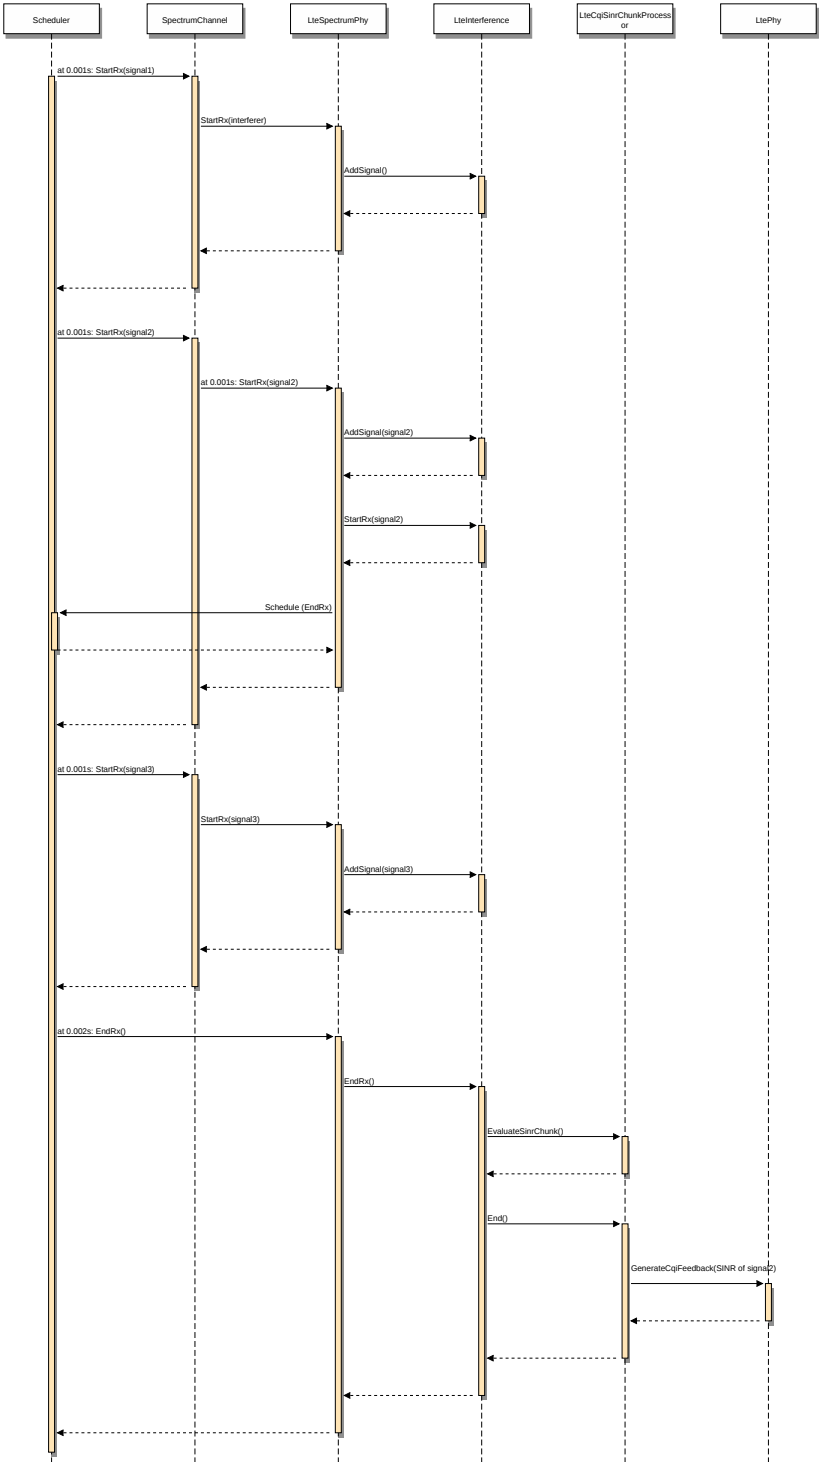 Scheduler
SpectrumChannel
LteSpectrumPhy
LteInterference
LteCqiSinrChunkProcess
or
LtePhy
at 0.001s: StartRx(signal1)
StartRx(interferer)
AddSignal()
at 0.001s: StartRx(signal2)
at 0.001s: StartRx(signal2)
AddSignal(signal2)
StartRx(signal2)
Schedule (EndRx)
at 0.001s: StartRx(signal3)
StartRx(signal3)
AddSignal(signal3)
at 0.002s: EndRx()
EndRx()
EvaluateSinrChunk()
End()
GenerateCqiFeedback(SINR of signal2)